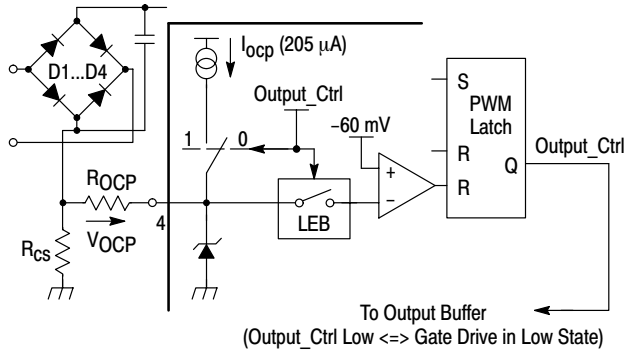 I_ocp (205 μA)
D1...D4
Output_Ctrl
–60 mV
S
PWM
Latch
Output_Ctrl
1
0
R
Q
R_OCP
+
R
–
4
LEB
V_OCP
R_cs
To Output Buffer
(Output_Ctrl Low <=> Gate Drive in Low State)